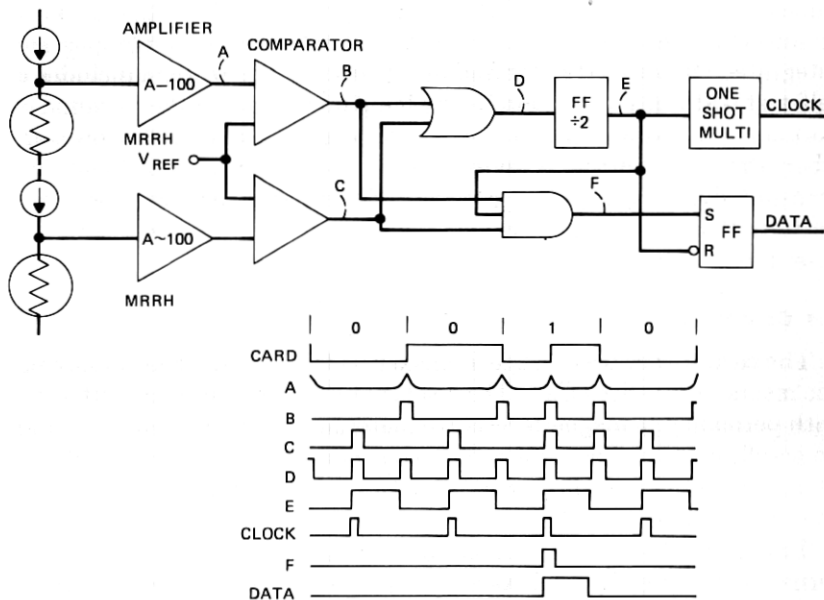 AMPLIFIER
A
COMPARATOR
A-100
B
D
FF
÷2
E
ONE
SHOT
MULTI
CLOCK
MRRH
VREF
C
F
A~100
S
FF
R
DATA
MRRH
| 0 | 0 | 1 | 0 |
CARD
A
B
C
D
E
CLOCK
F
DATA